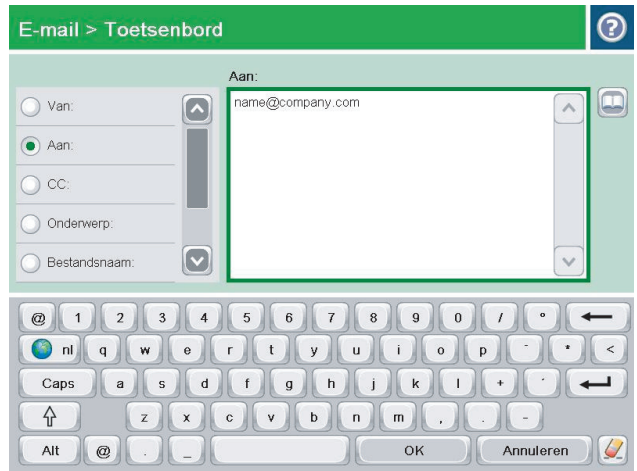 E-mail > Toetsenbord
?
Aan:
Van:
name@company.com
Aan:
CC:
Onderwerp:
Bestandsnaam:
@ 1 2 3 4 5 6 7 8 9 0 / °
nl q w e r t y u i o p ¨ * <
Caps a s d f g h j k l + ´
z x c v b n m , . -
Alt @ . _ OK Annuleren